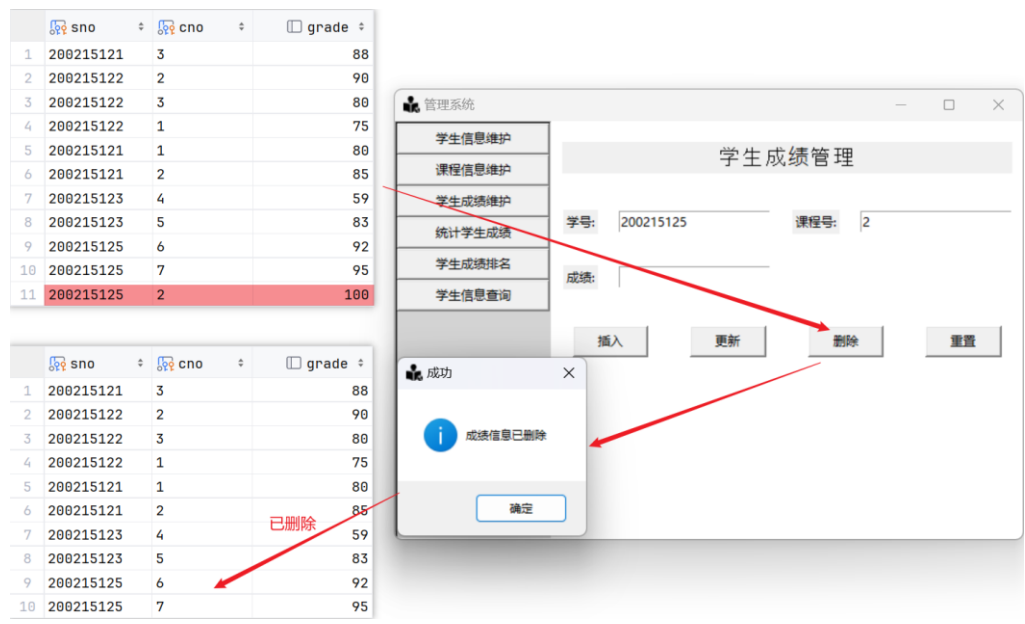 sno cno grade
1 200215121 3 88
2 200215122 2 90
3 200215122 3 80
4 200215122 1 75
5 200215121 1 80
6 200215121 2 85
7 200215123 4 59
8 200215123 5 83
9 200215125 6 92
10 200215125 7 95
11 200215125 2 100
管理系统
学生信息维护
课程信息维护
学生成绩维护
统计学生成绩
学生成绩排名
学生信息查询
学生成绩管理
学号: 200215125 课程号: 2
成绩:
插入 更新 删除 重置
成功
成绩信息已删除
确定
sno cno grade
1 200215121 3 88
2 200215122 2 90
3 200215122 3 80
4 200215122 1 75
5 200215121 1 80
6 200215121 2 85
已删除
7 200215123 4 59
8 200215123 5 83
9 200215125 6 92
10 200215125 7 95